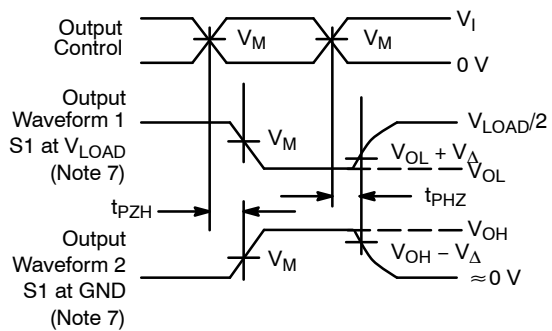 Output
Control
V_M
V_M
V_I
0 V
Output
Waveform 1
S1 at V_LOAD
(Note 7)
V_M
V_LOAD/2
V_OL + V_Δ
V_OL
t_PZH
t_PHZ
Output
Waveform 2
S1 at GND
(Note 7)
V_M
V_OH
V_OH − V_Δ
≈0 V